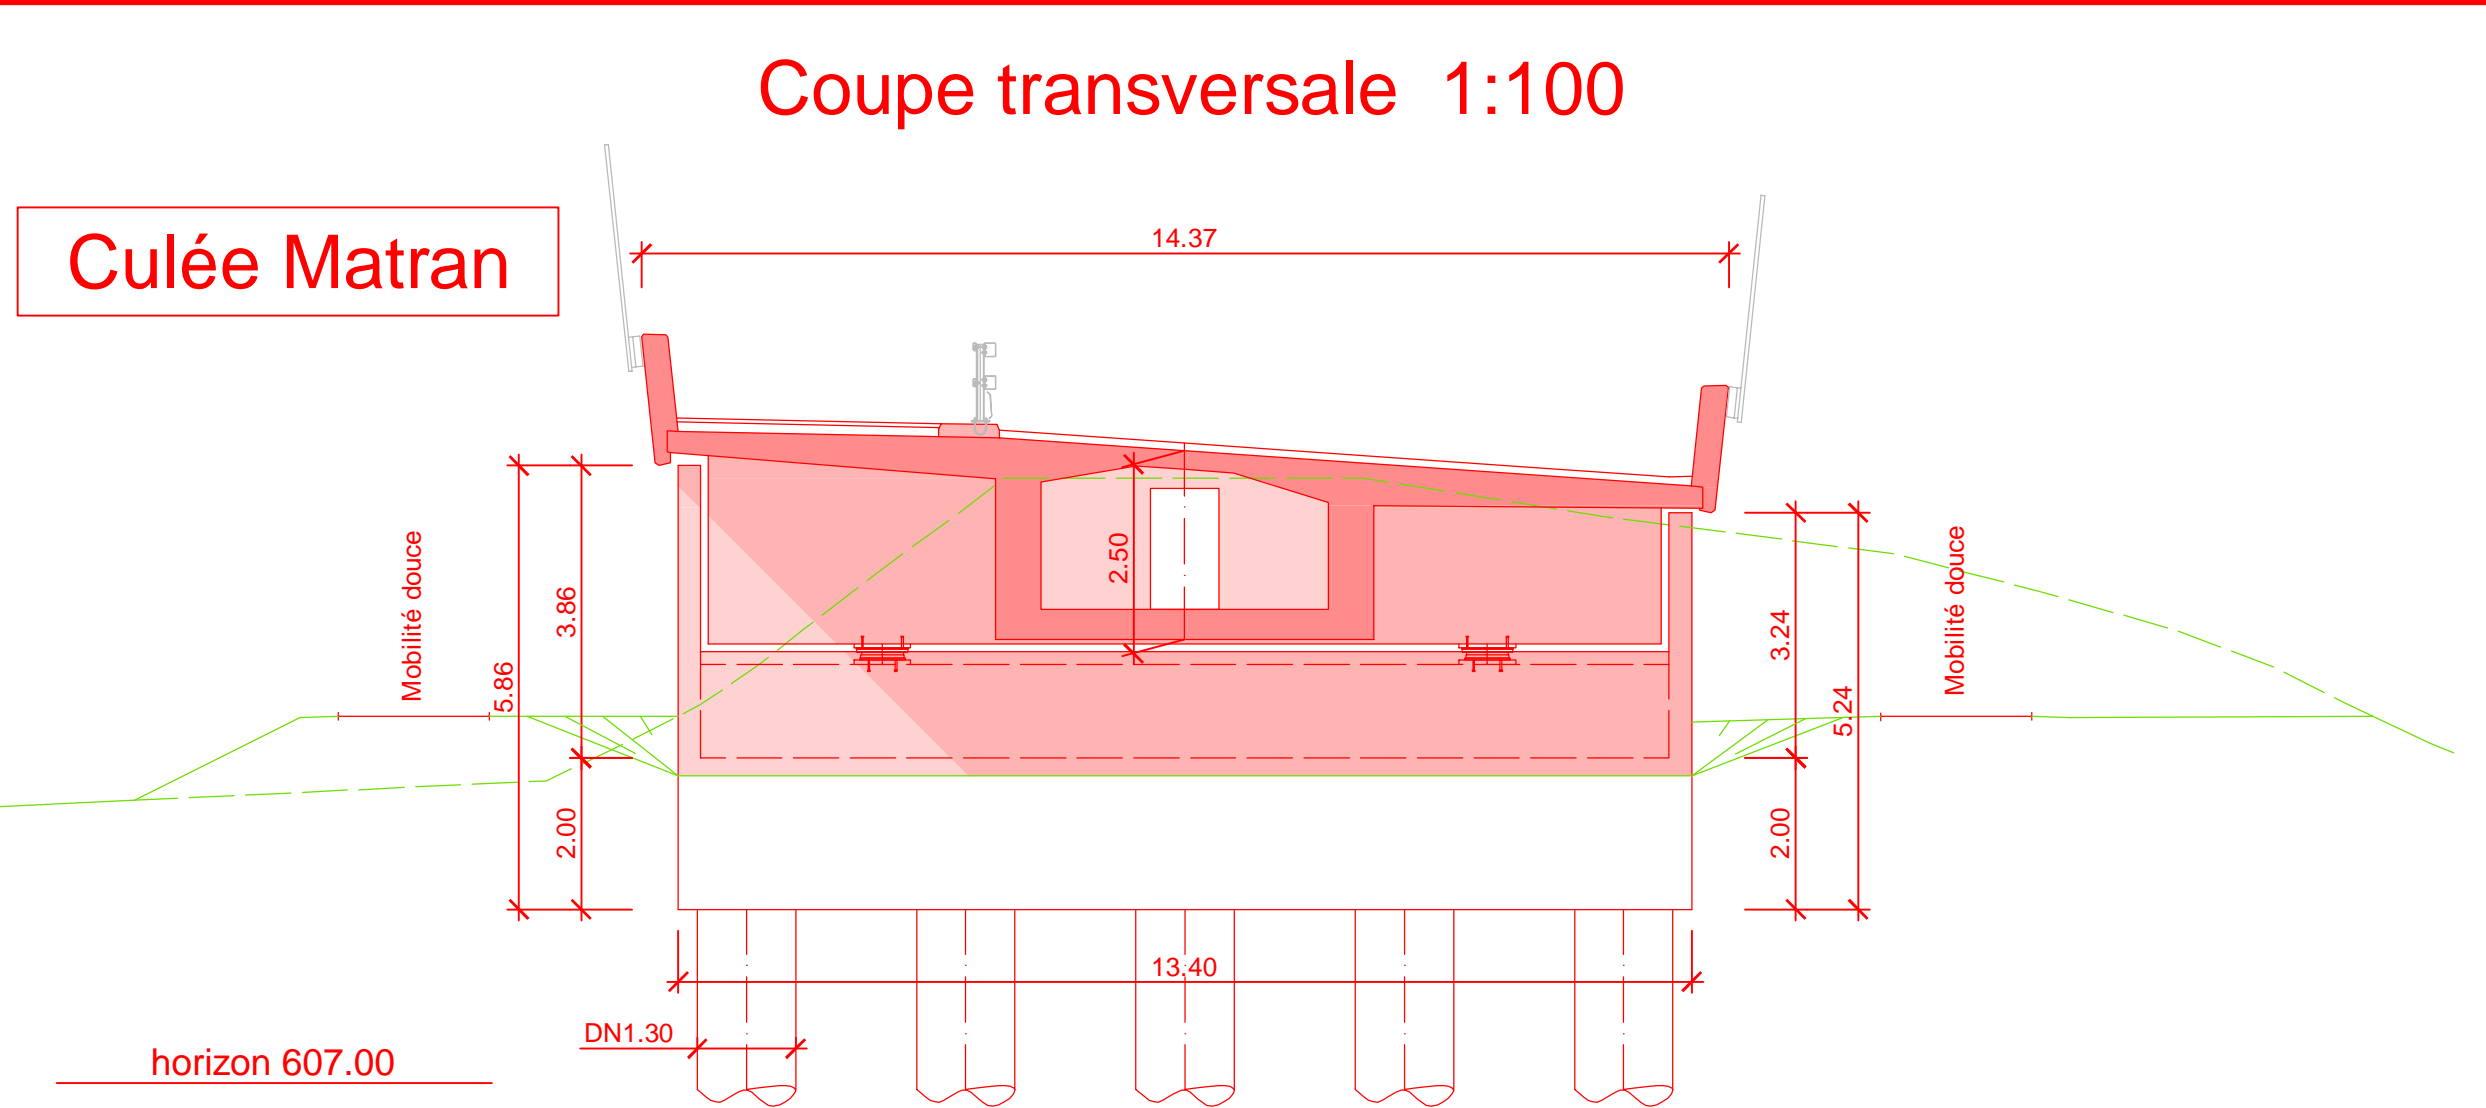 Coupe transversale 1:100
Culée Matran
14.37
Mobilité douce
5.86
3.86
2.00
2.50
3.24
5.24
2.00
Mobilité douce
13.40
DN1.30
horizon 607.00